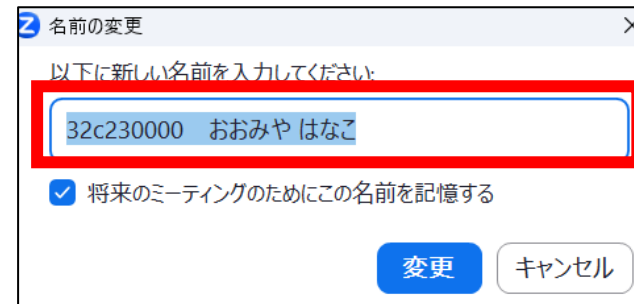 名前の変更
以下に新しい名前を入力してください:
32c230000　おおみや はなこ
将来のミーティングのためにこの名前を記憶する
変更
キャンセル